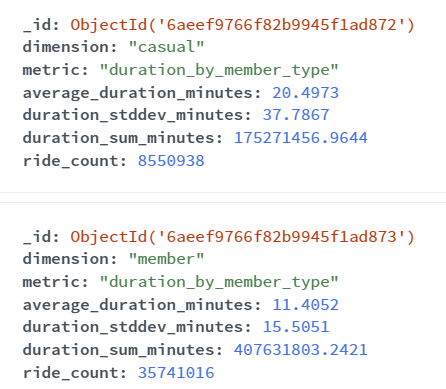 _id: ObjectId('6aeef9766f82b9945f1ad872')
dimension: "casual"
metric: "duration_by_member_type"
average_duration_minutes: 20.4973
duration_stddev_minutes: 37.7867
duration_sum_minutes: 175271456.9644
ride_count: 8550938
_id: ObjectId('6aeef9766f82b9945f1ad873')
dimension: "member"
metric: "duration_by_member_type"
average_duration_minutes: 11.4052
duration_stddev_minutes: 15.5051
duration_sum_minutes: 407631803.2421
ride_count: 35741016